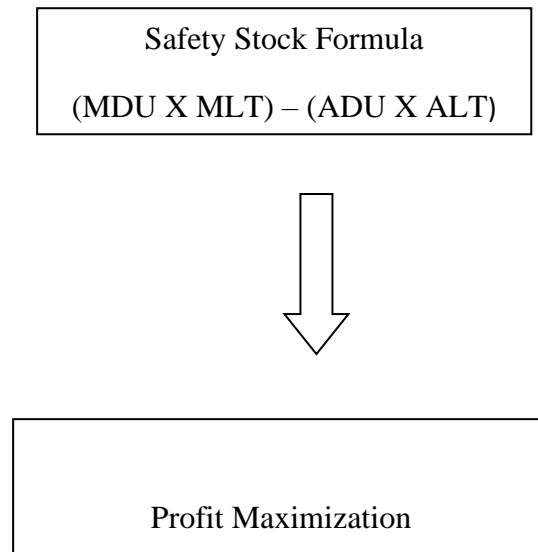 Safety Stock Formula
(MDU X MLT) – (ADU X ALT)
Profit Maximization